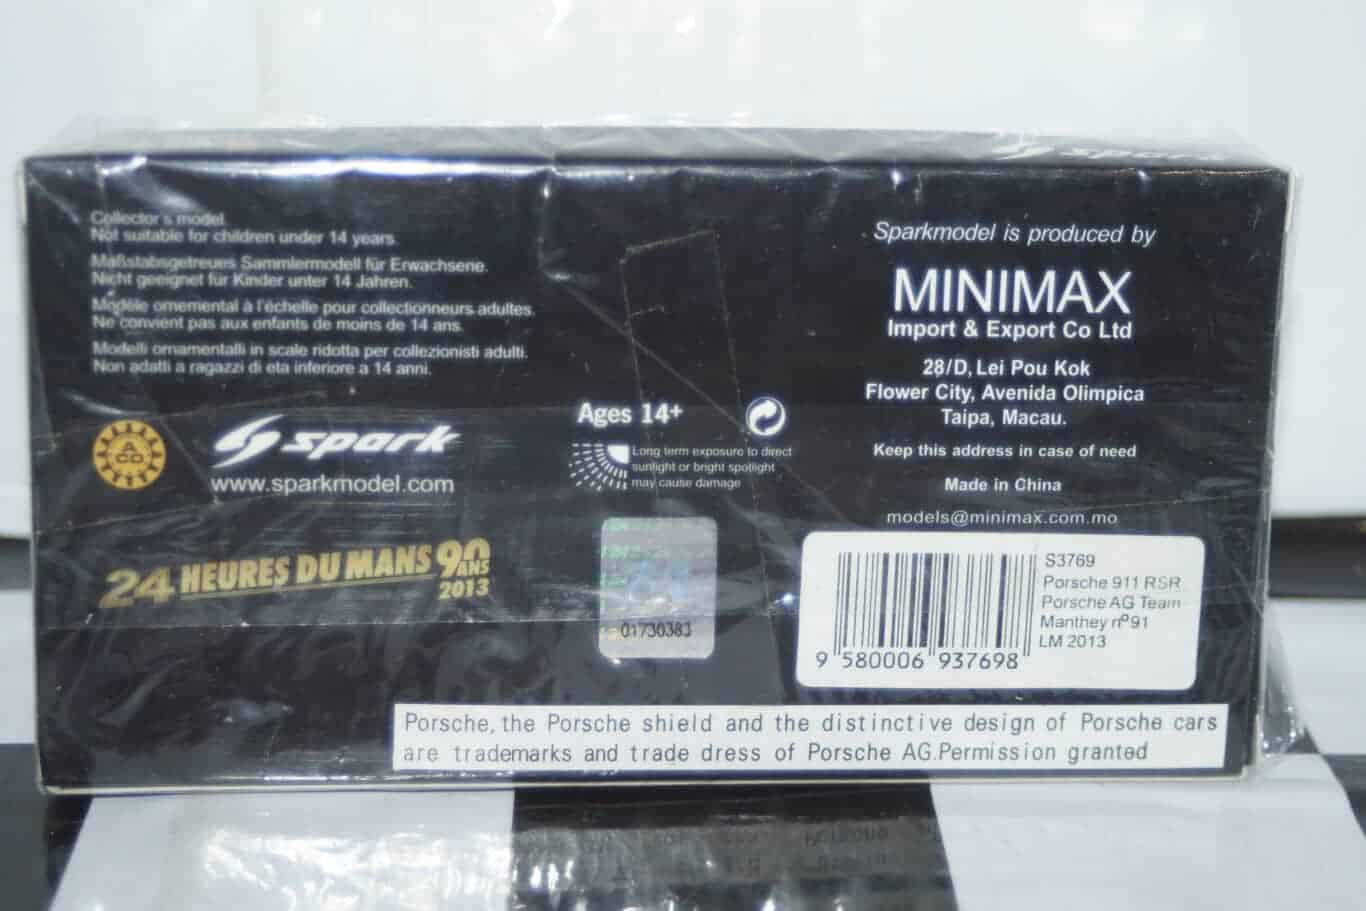 spark
Collector's model.
Not suitable for children under 14 years.
Maßstabsgetreues Sammlermodell für Erwachsene.
Nicht geeignet für Kinder unter 14 Jahren.
Modèle ornemental à l'échelle pour collectionneurs adultes.
Ne convient pas aux enfants de moins de 14 ans.
Modelli ornamentalli in scale ridotta per collezionisti adulti.
Non adatti a ragazzi di eta inferiore a 14 anni.
ACO
spark
www.sparkmodel.com
24 HEURES DU MANS 90 ANS
2013
Ages 14+
Long term exposure to direct
sunlight or bright spotlight
may cause damage
01730383
Sparkmodel is produced by
MINIMAX
Import & Export Co Ltd
28/D, Lei Pou Kok
Flower City, Avenida Olimpica
Taipa, Macau.
Keep this address in case of need
Made in China
models@minimax.com.mo
S3769
Porsche 911 RSR
Porsche AG Team
Manthey nº91
LM 2013
9 580006 937698
Porsche, the Porsche shield and the distinctive design of Porsche cars
are trademarks and trade dress of Porsche AG.Permission granted